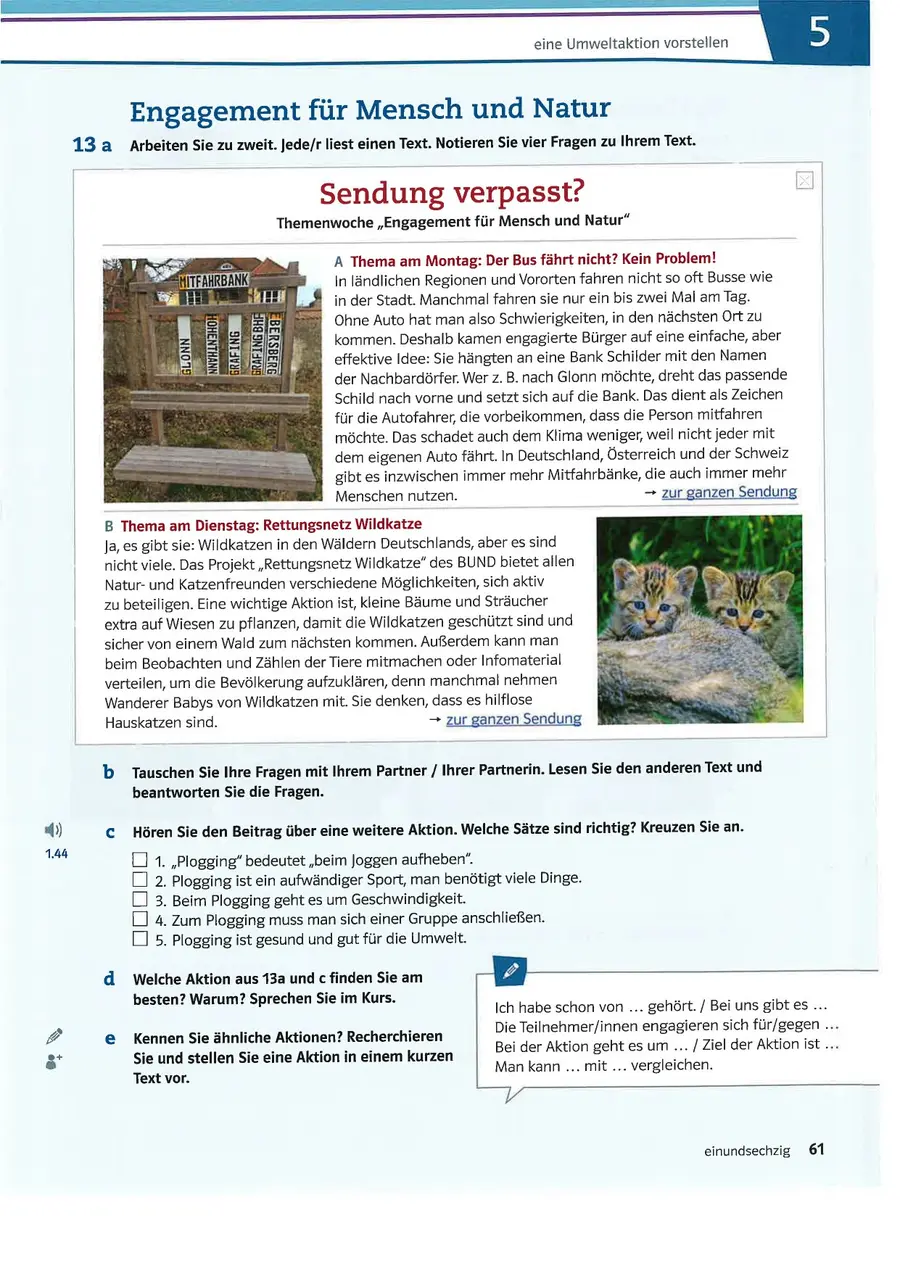 eine Umweltaktion vorstellen
5
Engagement für Mensch und Natur
13 a Arbeiten Sie zu zweit. Jede/r liest einen Text. Notieren Sie vier Fragen zu Ihrem Text.
Sendung verpasst?
Themenwoche „Engagement für Mensch und Natur“
MITFAHRBANK
GLONN
HOHENTHANN
GRAFING
GRAFING BHF
EBERSBERG
A Thema am Montag: Der Bus fährt nicht? Kein Problem!
In ländlichen Regionen und Vororten fahren nicht so oft Busse wie
in der Stadt. Manchmal fahren sie nur ein bis zwei Mal am Tag.
Ohne Auto hat man also Schwierigkeiten, in den nächsten Ort zu
kommen. Deshalb kamen engagierte Bürger auf eine einfache, aber
effektive Idee: Sie hängten an eine Bank Schilder mit den Namen
der Nachbardörfer. Wer z. B. nach Glonn möchte, dreht das passende
Schild nach vorne und setzt sich auf die Bank. Das dient als Zeichen
für die Autofahrer, die vorbeikommen, dass die Person mitfahren
möchte. Das schadet auch dem Klima weniger, weil nicht jeder mit
dem eigenen Auto fährt. In Deutschland, Österreich und der Schweiz
gibt es inzwischen immer mehr Mitfahrbänke, die auch immer mehr
Menschen nutzen. → zur ganzen Sendung
B Thema am Dienstag: Rettungsnetz Wildkatze
Ja, es gibt sie: Wildkatzen in den Wäldern Deutschlands, aber es sind
nicht viele. Das Projekt „Rettungsnetz Wildkatze“ des BUND bietet allen
Natur- und Katzenfreunden verschiedene Möglichkeiten, sich aktiv
zu beteiligen. Eine wichtige Aktion ist, kleine Bäume und Sträucher
extra auf Wiesen zu pflanzen, damit die Wildkatzen geschützt sind und
sicher von einem Wald zum nächsten kommen. Außerdem kann man
beim Beobachten und Zählen der Tiere mitmachen oder Infomaterial
verteilen, um die Bevölkerung aufzuklären, denn manchmal nehmen
Wanderer Babys von Wildkatzen mit. Sie denken, dass es hilflose
Hauskatzen sind. → zur ganzen Sendung
b Tauschen Sie Ihre Fragen mit Ihrem Partner / Ihrer Partnerin. Lesen Sie den anderen Text und
beantworten Sie die Fragen.
c Hören Sie den Beitrag über eine weitere Aktion. Welche Sätze sind richtig? Kreuzen Sie an.
1.44
1. „Plogging“ bedeutet „beim Joggen aufheben“.
2. Plogging ist ein aufwändiger Sport, man benötigt viele Dinge.
3. Beim Plogging geht es um Geschwindigkeit.
4. Zum Plogging muss man sich einer Gruppe anschließen.
5. Plogging ist gesund und gut für die Umwelt.
d Welche Aktion aus 13a und c finden Sie am
besten? Warum? Sprechen Sie im Kurs.
e Kennen Sie ähnliche Aktionen? Recherchieren
Sie und stellen Sie eine Aktion in einem kurzen
Text vor.
Ich habe schon von ... gehört. / Bei uns gibt es ...
Die Teilnehmer/innen engagieren sich für/gegen ...
Bei der Aktion geht es um ... / Ziel der Aktion ist ...
Man kann ... mit ... vergleichen.
einundsechzig 61